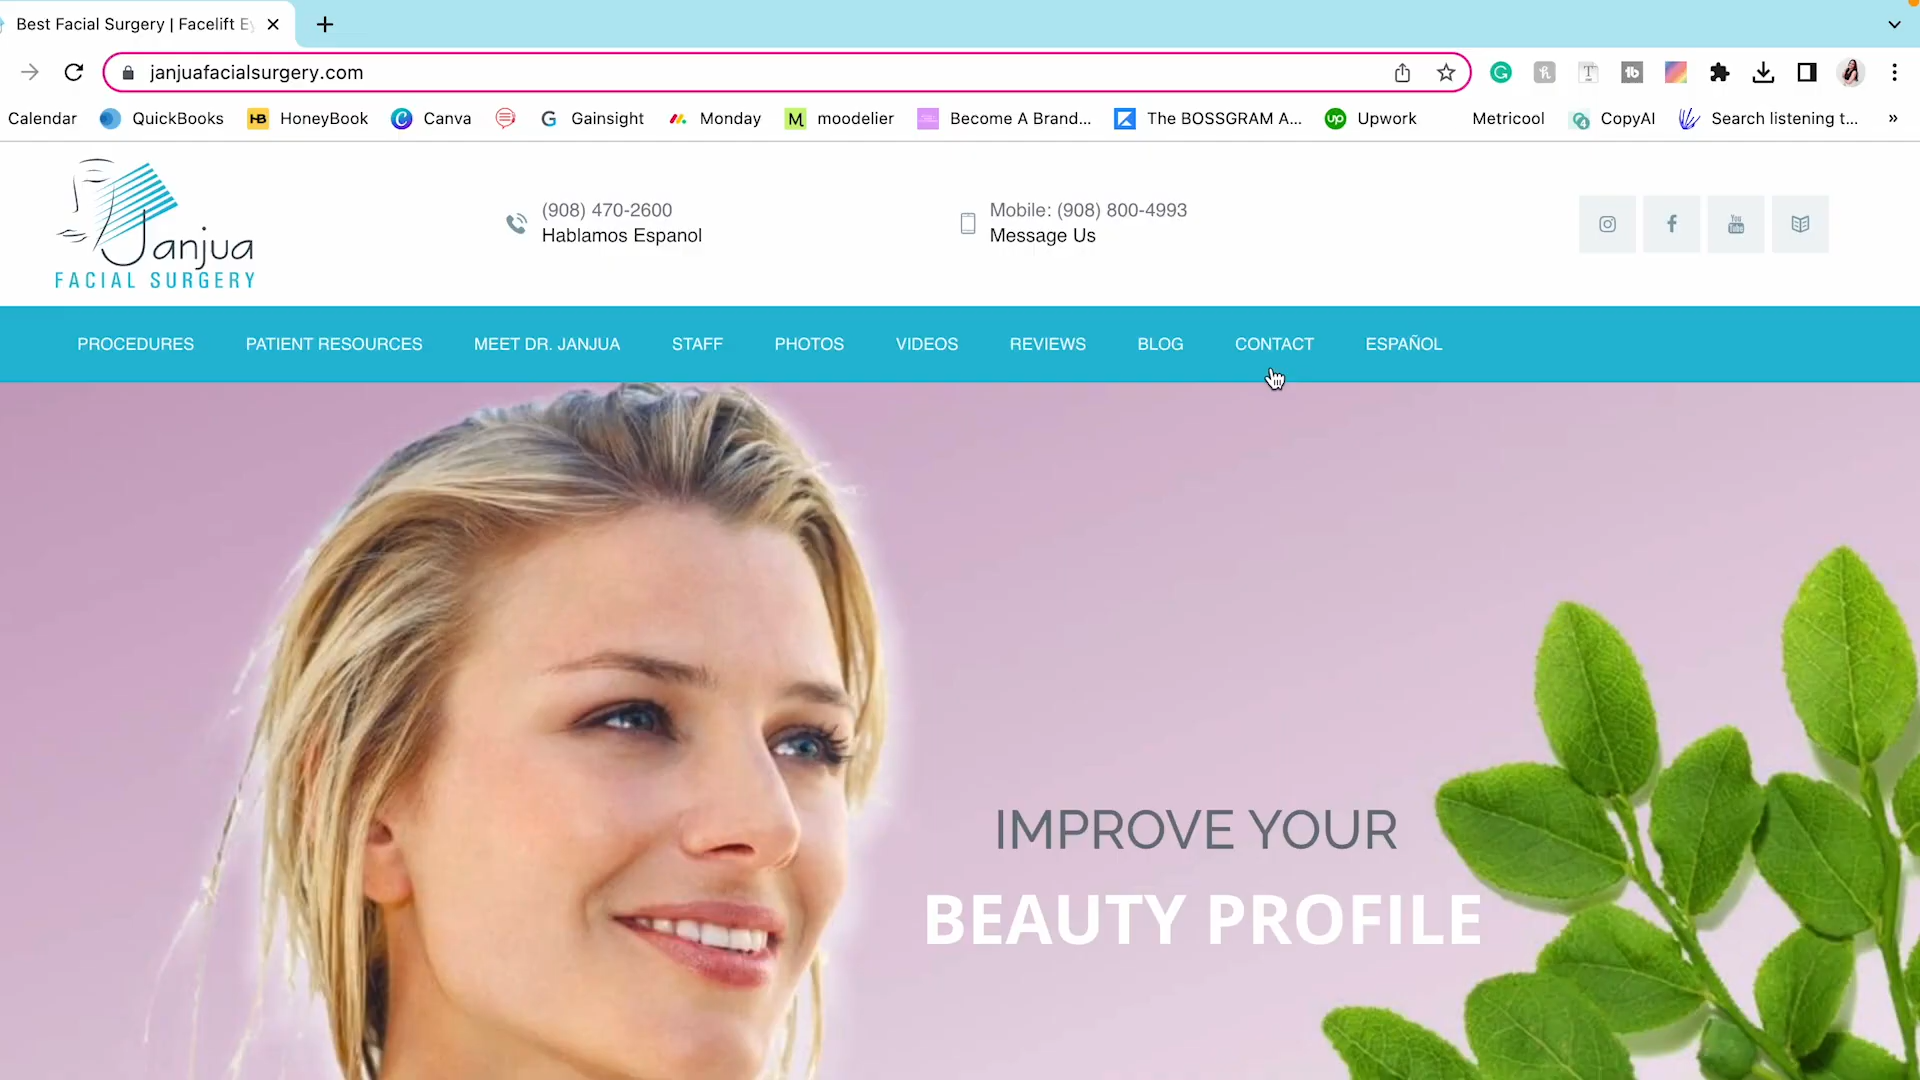 Best Facial Surgery | Facelift Ey
janjuafacialsurgery.com
Calendar QuickBooks HoneyBook Canva Gainsight Monday moodelier Become A Brand... The BOSSGRAM A... Upwork Metricool CopyAI Search listening t... »
Janjua
FACIAL SURGERY
(908) 470-2600
Hablamos Espanol
Mobile: (908) 800-4993
Message Us
PROCEDURES PATIENT RESOURCES MEET DR. JANJUA STAFF PHOTOS VIDEOS REVIEWS BLOG CONTACT ESPAÑOL
IMPROVE YOUR
BEAUTY PROFILE